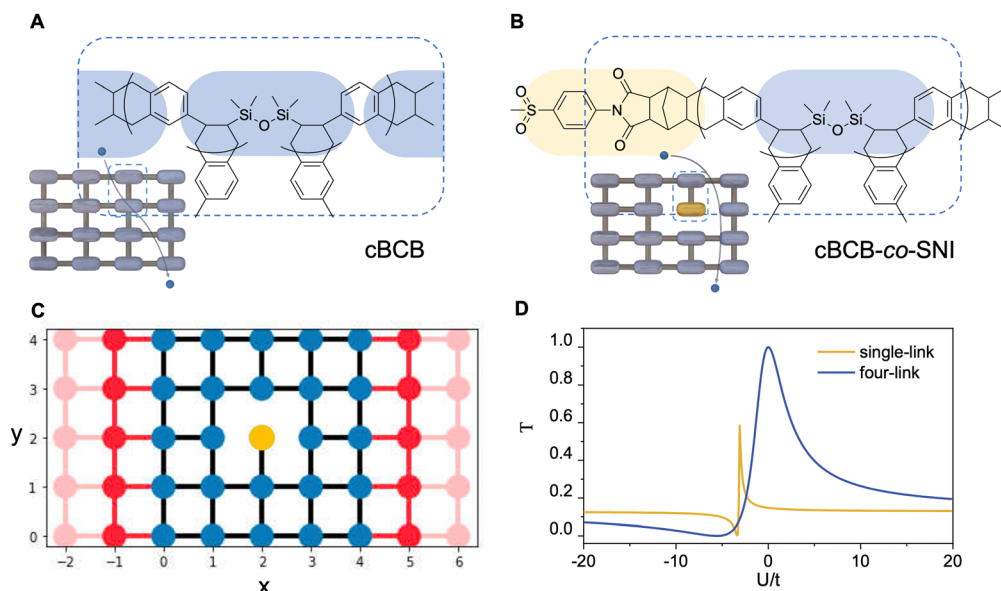 A
B
Si
O
Si
cBCB
O
S
O
N
O
O
Si
O
Si
cBCB-co-SNI
C
D
4
3
2
1
0
y
−2 −1 0 1 2 3 4 5 6
x
1.0
0.8
0.6
0.4
0.2
0.0
T
single-link
four-link
-20 -10 0 10 20
U/t